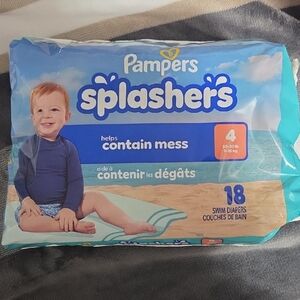 Pampers
splashers
helps
contain mess
4
aide à
contenir les dégâts
18
SWIM DIAPERS
COUCHES DE BAIN